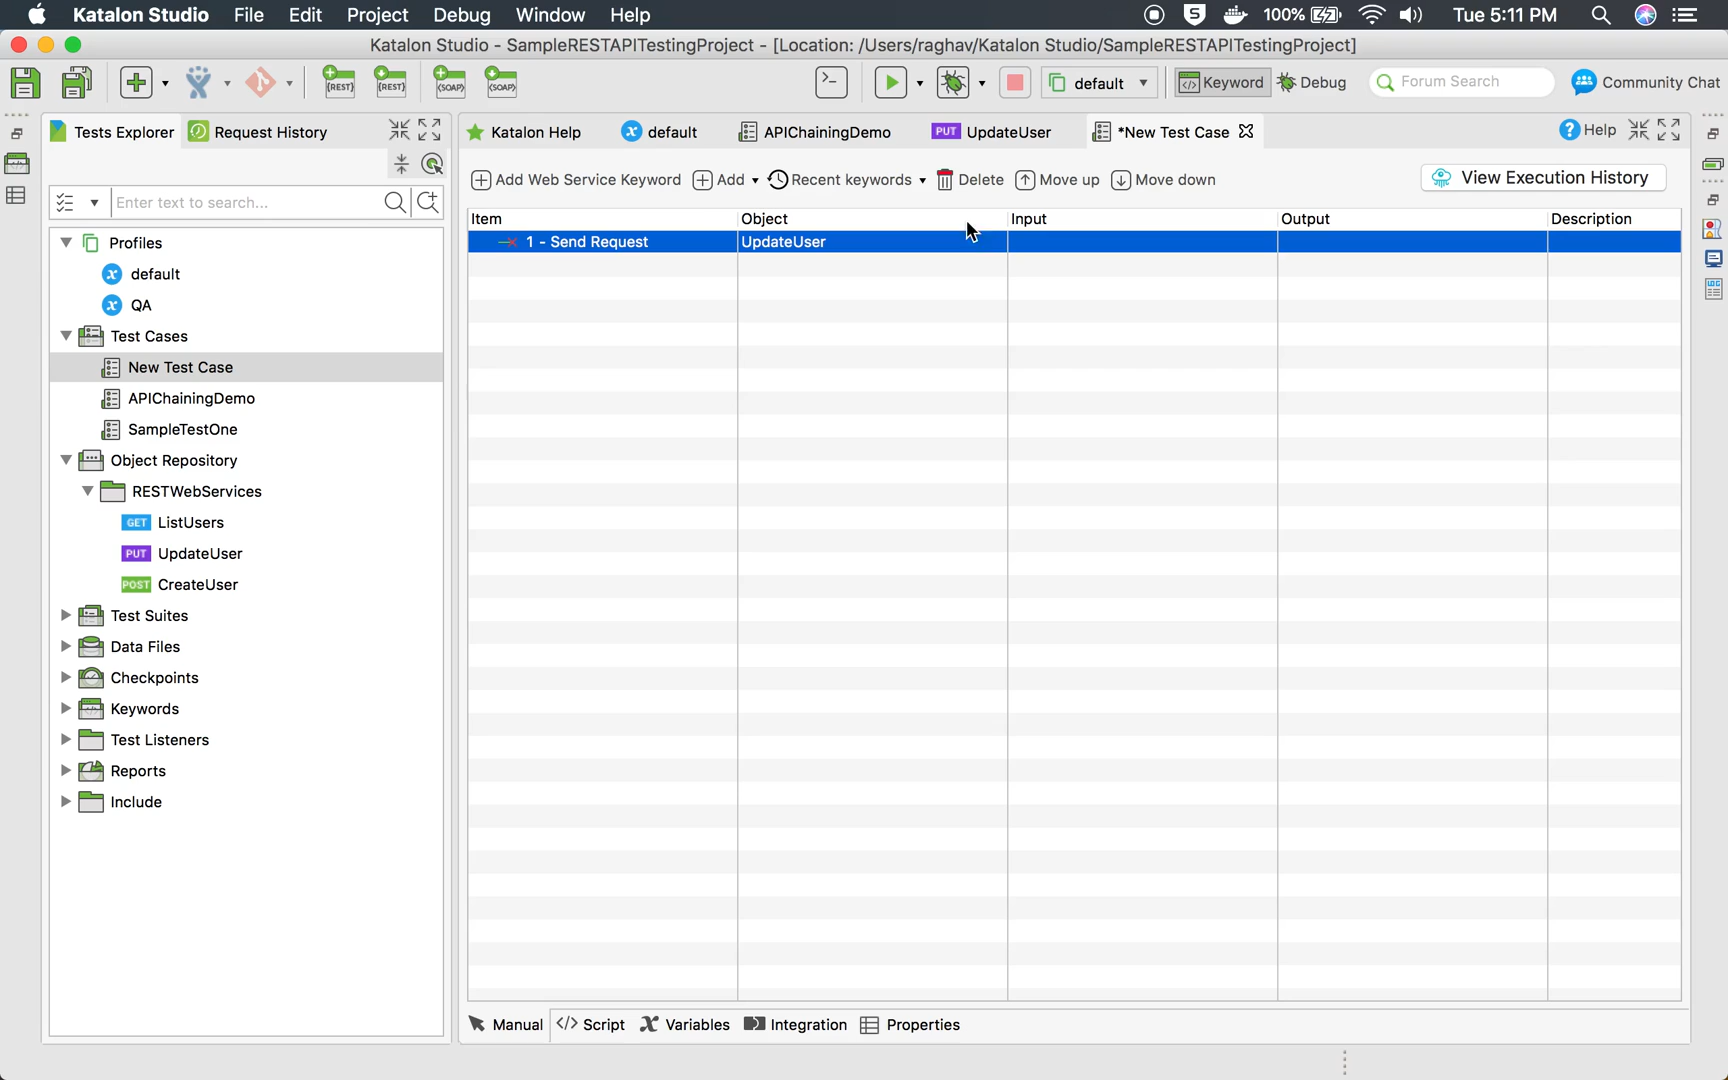 Katalon Studio File Edit Project Debug Window Help S 100% Tue 5:11 PM
Katalon Studio - SampleRESTAPITestingProject - [Location: /Users/raghav/Katalon Studio/SampleRESTAPITestingProject]
{REST} {REST} {SOAP} {SOAP} default Keyword Debug Forum Search Community Chat
Tests Explorer Request History
Katalon Help default APIChainingDemo PUT UpdateUser *New Test Case Help
Add Web Service Keyword Add Recent keywords Delete Move up Move down View Execution History
Enter text to search...
Item Object Input Output Description
1 - Send Request UpdateUser
Profiles
default
QA
Test Cases
New Test Case
APIChainingDemo
SampleTestOne
Object Repository
RESTWebServices
GET ListUsers
PUT UpdateUser
POST CreateUser
Test Suites
Data Files
Checkpoints
Keywords
Test Listeners
Reports
Include
Manual Script Variables Integration Properties